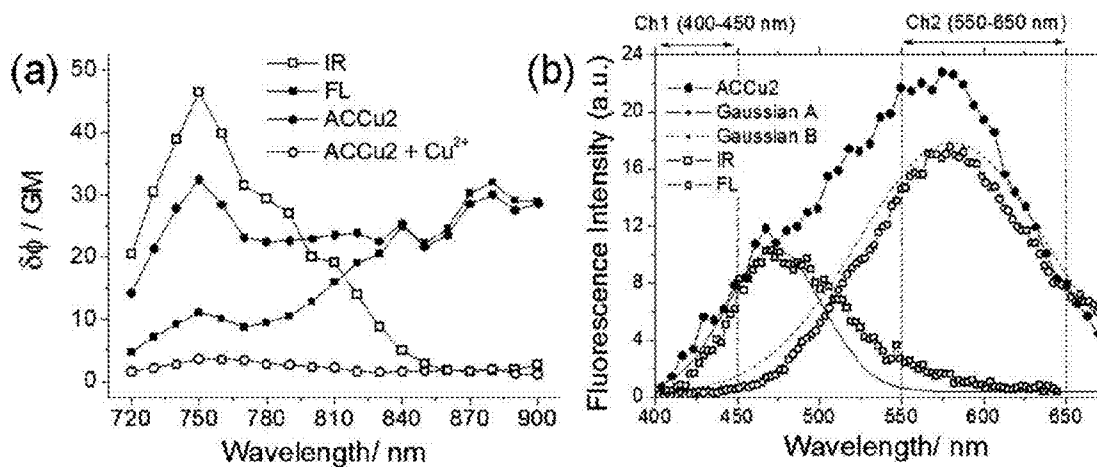 (a)
50
40
30
20
10
0
δϕ / GM
IR
FL
ACCu2
ACCu2 + Cu²⁺
720 750 780 810 840 870 900
Wavelength/ nm
(b)
Ch1 (400-450 nm)
Ch2 (550-650 nm)
24
20
16
12
8
4
0
Fluorescence Intensity (a.u.)
ACCu2
Gaussian A
Gaussian B
IR
FL
400 450 500 550 600 650
Wavelength/ nm